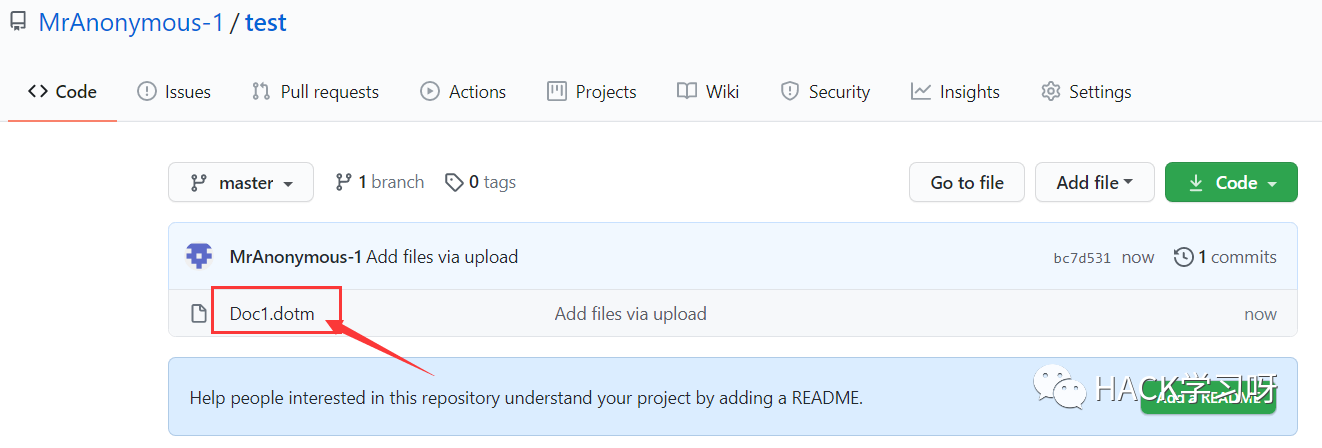 MrAnonymous-1 / test
Code Issues Pull requests Actions Projects Wiki Security Insights Settings
master 1 branch 0 tags Go to file Add file Code
MrAnonymous-1 Add files via upload bc7d531 now 1 commits
Doc1.dotm Add files via upload now
Help people interested in this repository understand your project by adding a README. Add a README
HACK学习呀